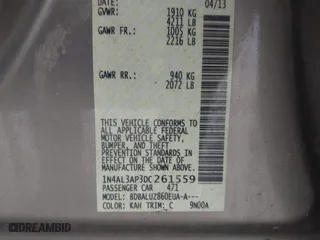 DATE: 04/13
GVWR: 1910 KG
4211 LB
GAWR FR: 1005 KG
2216 LB
GAWR RR: 940 KG
2072 LB
THIS VEHICLE CONFORMS TO ALL
APPLICABLE FEDERAL MOTOR VEHICLE
SAFETY, BUMPER, AND THEFT
PREVENTION STANDARDS IN EFFECT
ON THE DATE OF MANUFACTURE
SHOWN ABOVE.
1N4AL3AP3DC261559
PASSENGER CAR 471
MODEL: BDBALUZ860EUA-A---
COLOR: KAH TRIM: C 9N00A
Autohelperbot.com